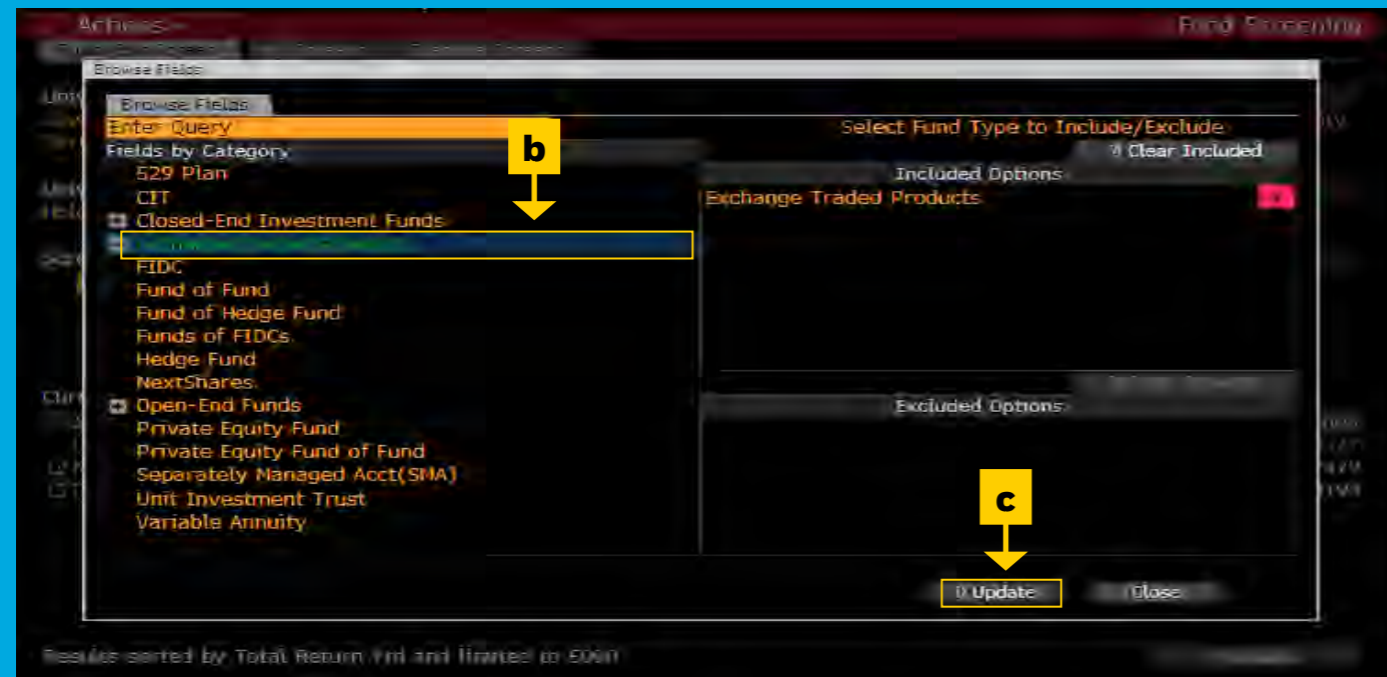 Actions
Fund Screening
Browse Fields
Browse Fields
Enter Query
Select Fund Type to Include/Exclude
b
Fields by Category
Clear Included
529 Plan
Included Options
CIT
Exchange Traded Products
Closed-End Investment Funds
FIDC
Fund of Fund
Fund of Hedge Fund
Funds of FIDCs
Hedge Fund
NextShares
Open-End Funds
Excluded Options
Private Equity Fund
Private Equity Fund of Fund
Separately Managed Acct(SMA)
Unit Investment Trust
c
Variable Annuity
Update
Close
Results sorted by Total Return Ytd and limited to